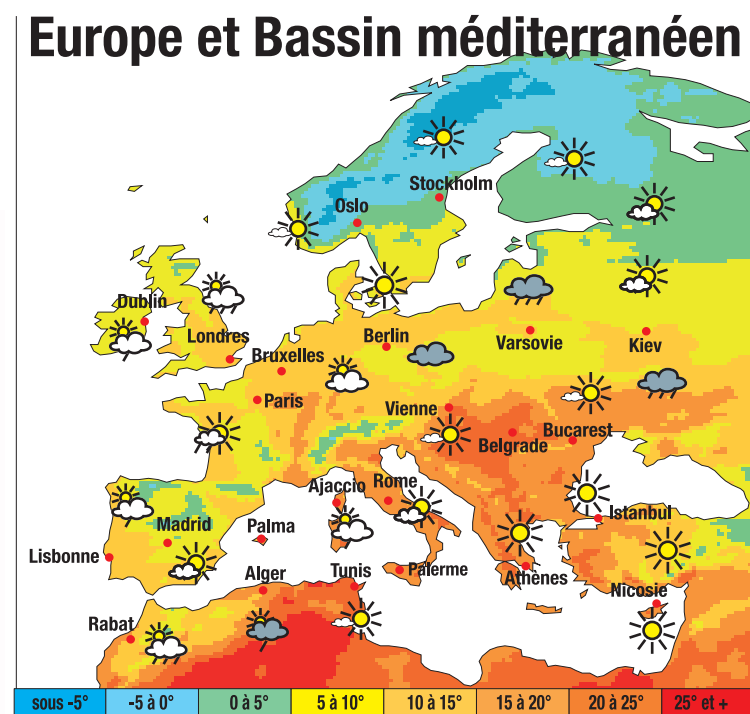 Europe et Bassin méditerranéen
Stockholm
Oslo
Dublin
Londres
Bruxelles
Berlin
Varsovie
Kiev
Paris
Vienne
Belgrade
Bucarest
Ajaccio
Rome
Madrid
Palma
Istanbul
Lisbonne
Alger
Tunis
Palerme
Athènes
Nicosie
Rabat
sous -5°
-5 à 0°
0 à 5°
5 à 10°
10 à 15°
15 à 20°
20 à 25°
25° et +